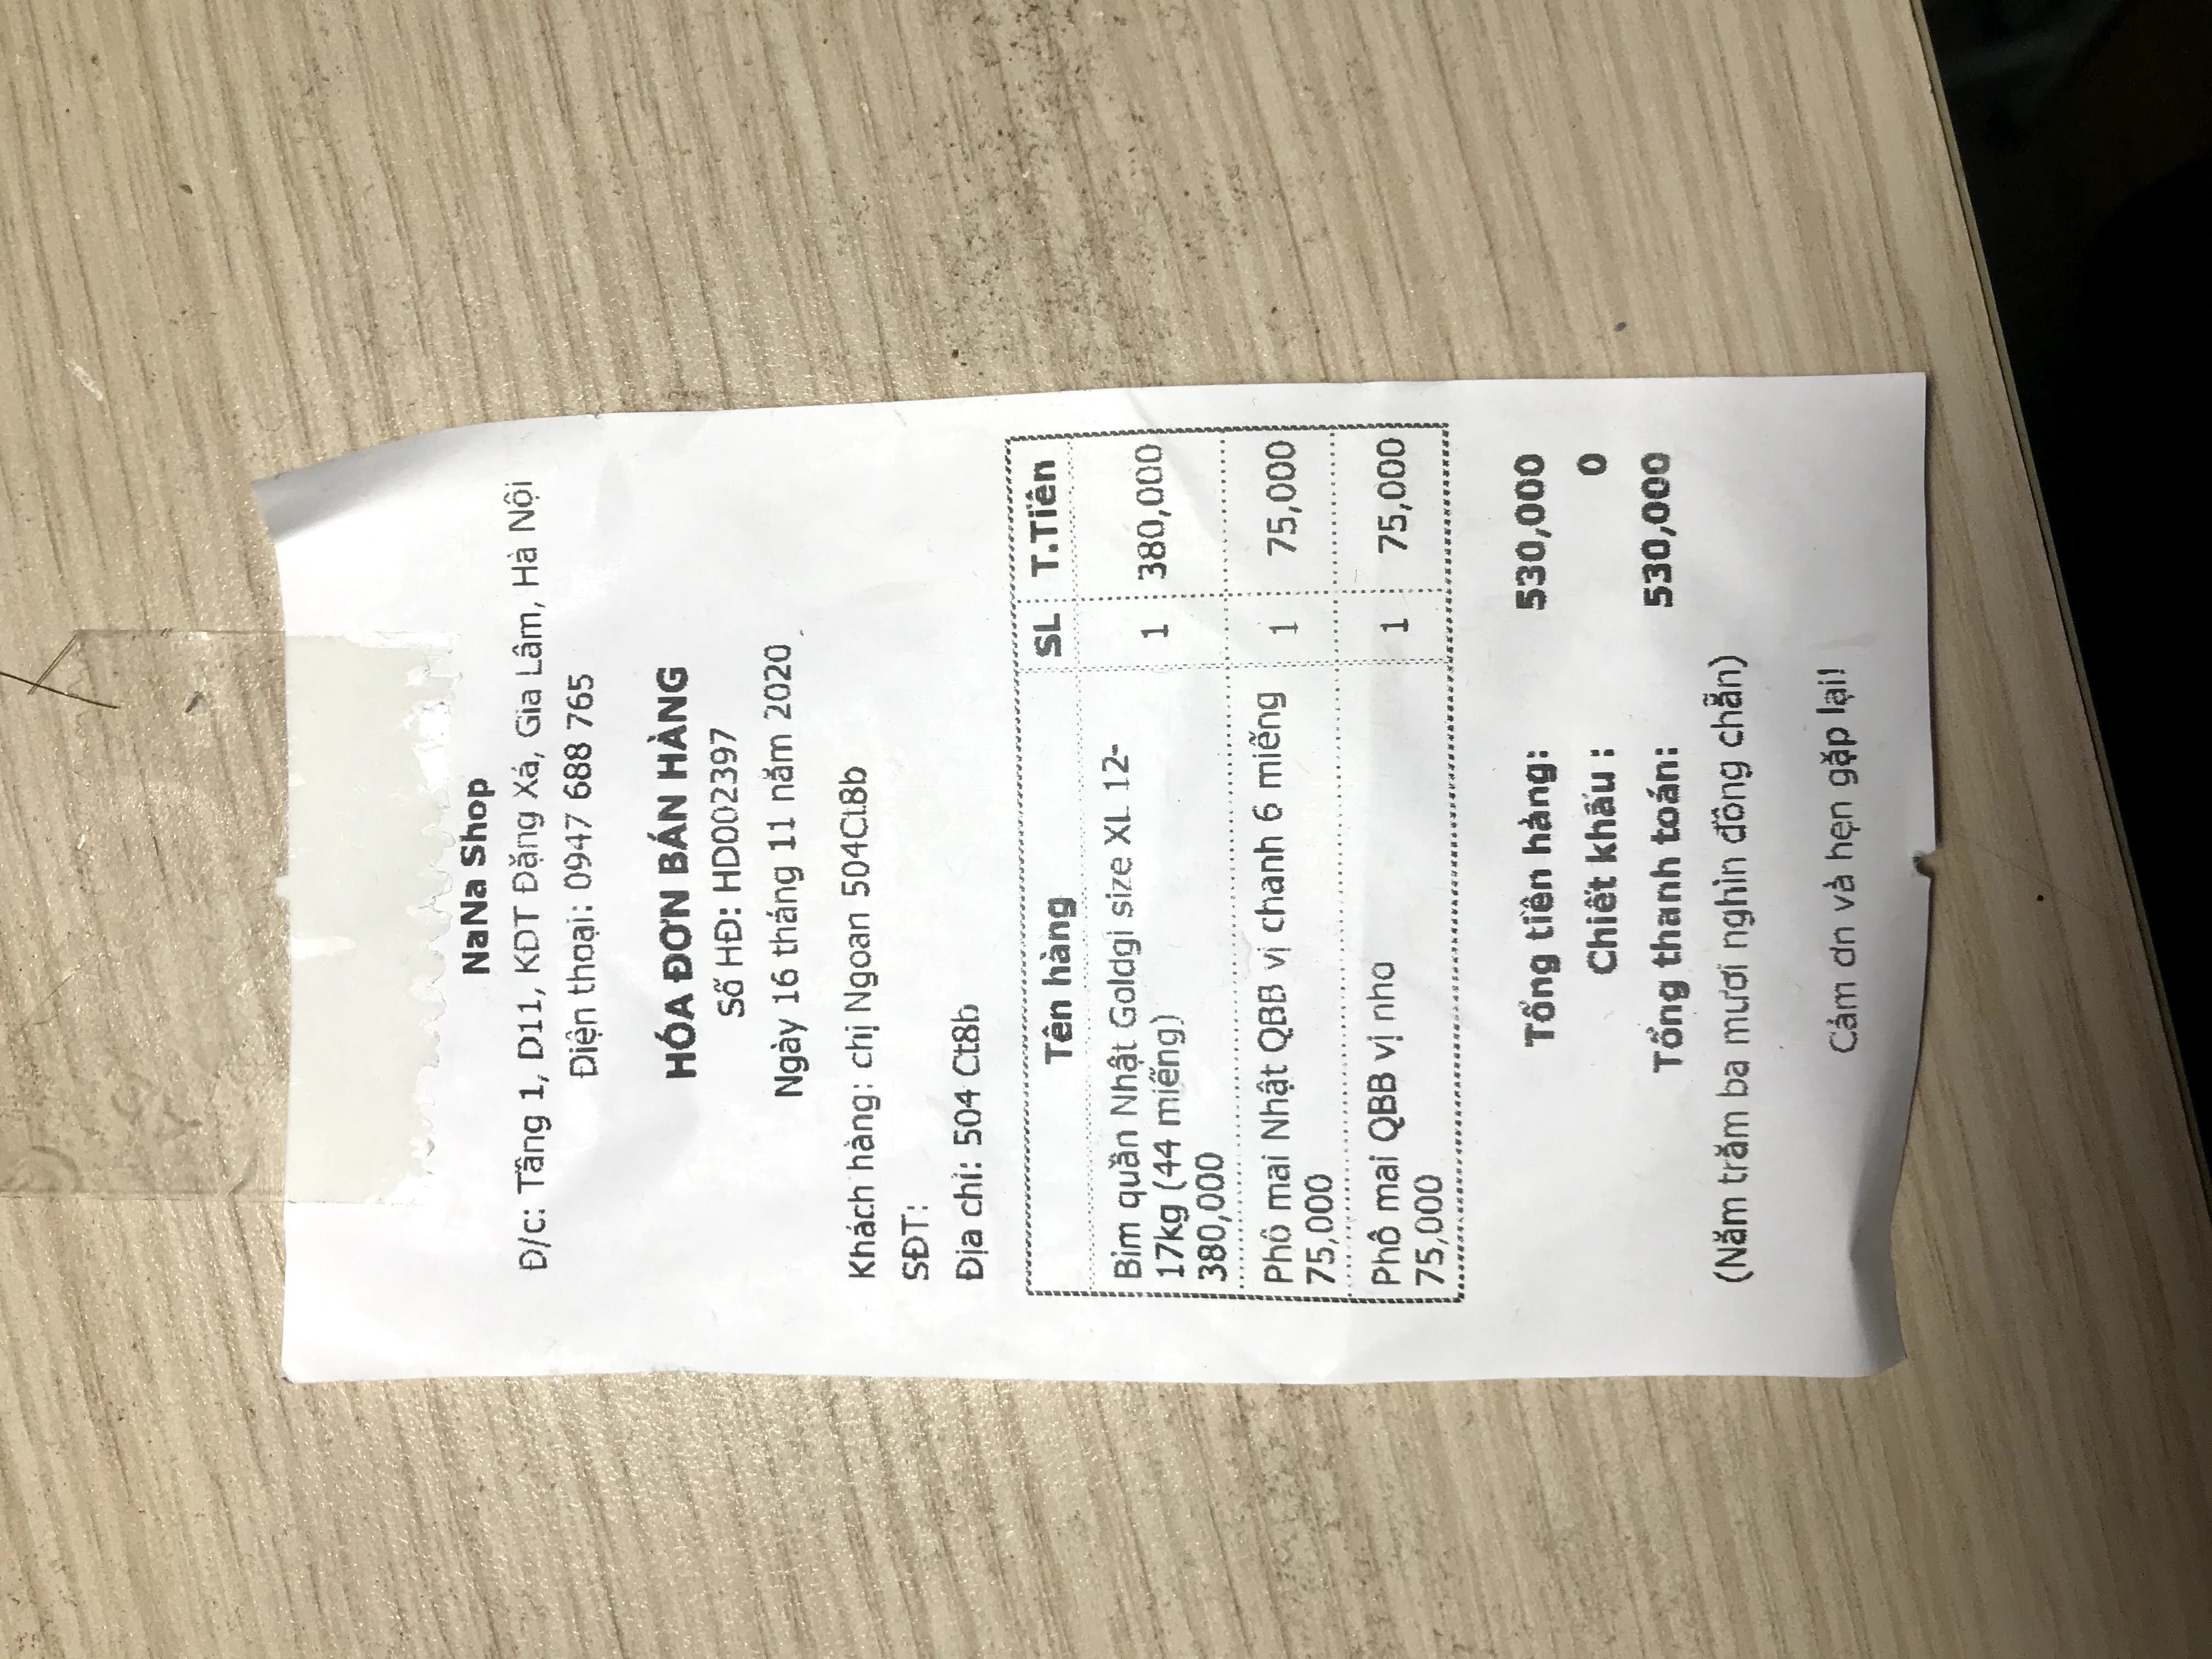 NaNa Shop
Đ/c: Tầng 1, D11, KĐT Đặng Xá, Gia Lâm, Hà Nội
Điện thoại: 0947 688 765
HÓA ĐƠN BÁN HÀNG
Số HĐ: HD002397
Ngày 16 tháng 11 năm 2020
Khách hàng: chị Ngoan 504Ct8b
SĐT:
Địa chỉ: 504 Ct8b
Tên hàng SL T.Tiền
Bỉm quần Nhật Goldgi size XL 12-
17kg (44 miếng) 1 380,000
380,000
Phô mai Nhật QBB vị chanh 6 miếng 1 75,000
75,000
Phô mai QBB vị nho 1 75,000
75,000
Tổng tiền hàng: 530,000
Chiết khấu : 0
Tổng thanh toán: 530,000
(Năm trăm ba mươi nghìn đồng chẵn)
Cảm ơn và hẹn gặp lại!